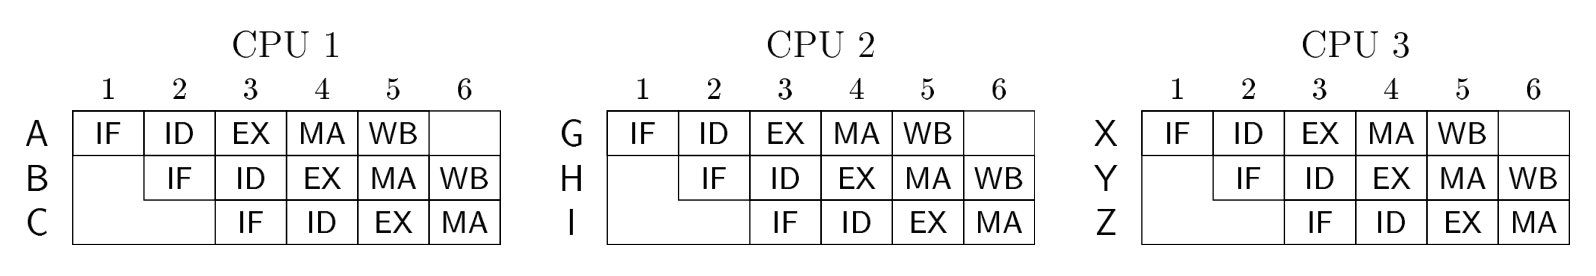 CPU 1 CPU 2 CPU 3
1 2 3 4 5 6 1 2 3 4 5 6 1 2 3 4 5 6
A IF ID EX MA WB G IF ID EX MA WB X IF ID EX MA WB
B IF ID EX MA WB H IF ID EX MA WB Y IF ID EX MA WB
C IF ID EX MA I IF ID EX MA Z IF ID EX MA